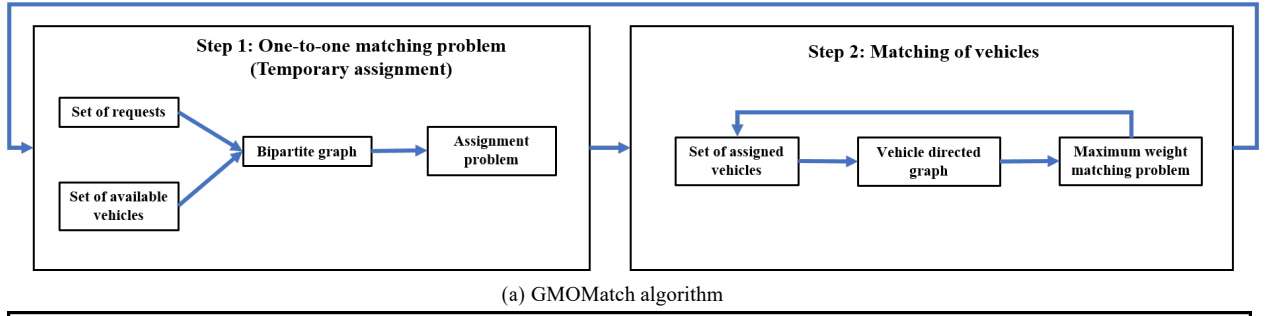 Step 1: One-to-one matching problem
(Temporary assignment)
Set of requests
Set of available
vehicles
Bipartite graph
Assignment
problem
Step 2: Matching of vehicles
Set of assigned
vehicles
Vehicle directed
graph
Maximum weight
matching problem
(a) GMOMatch algorithm